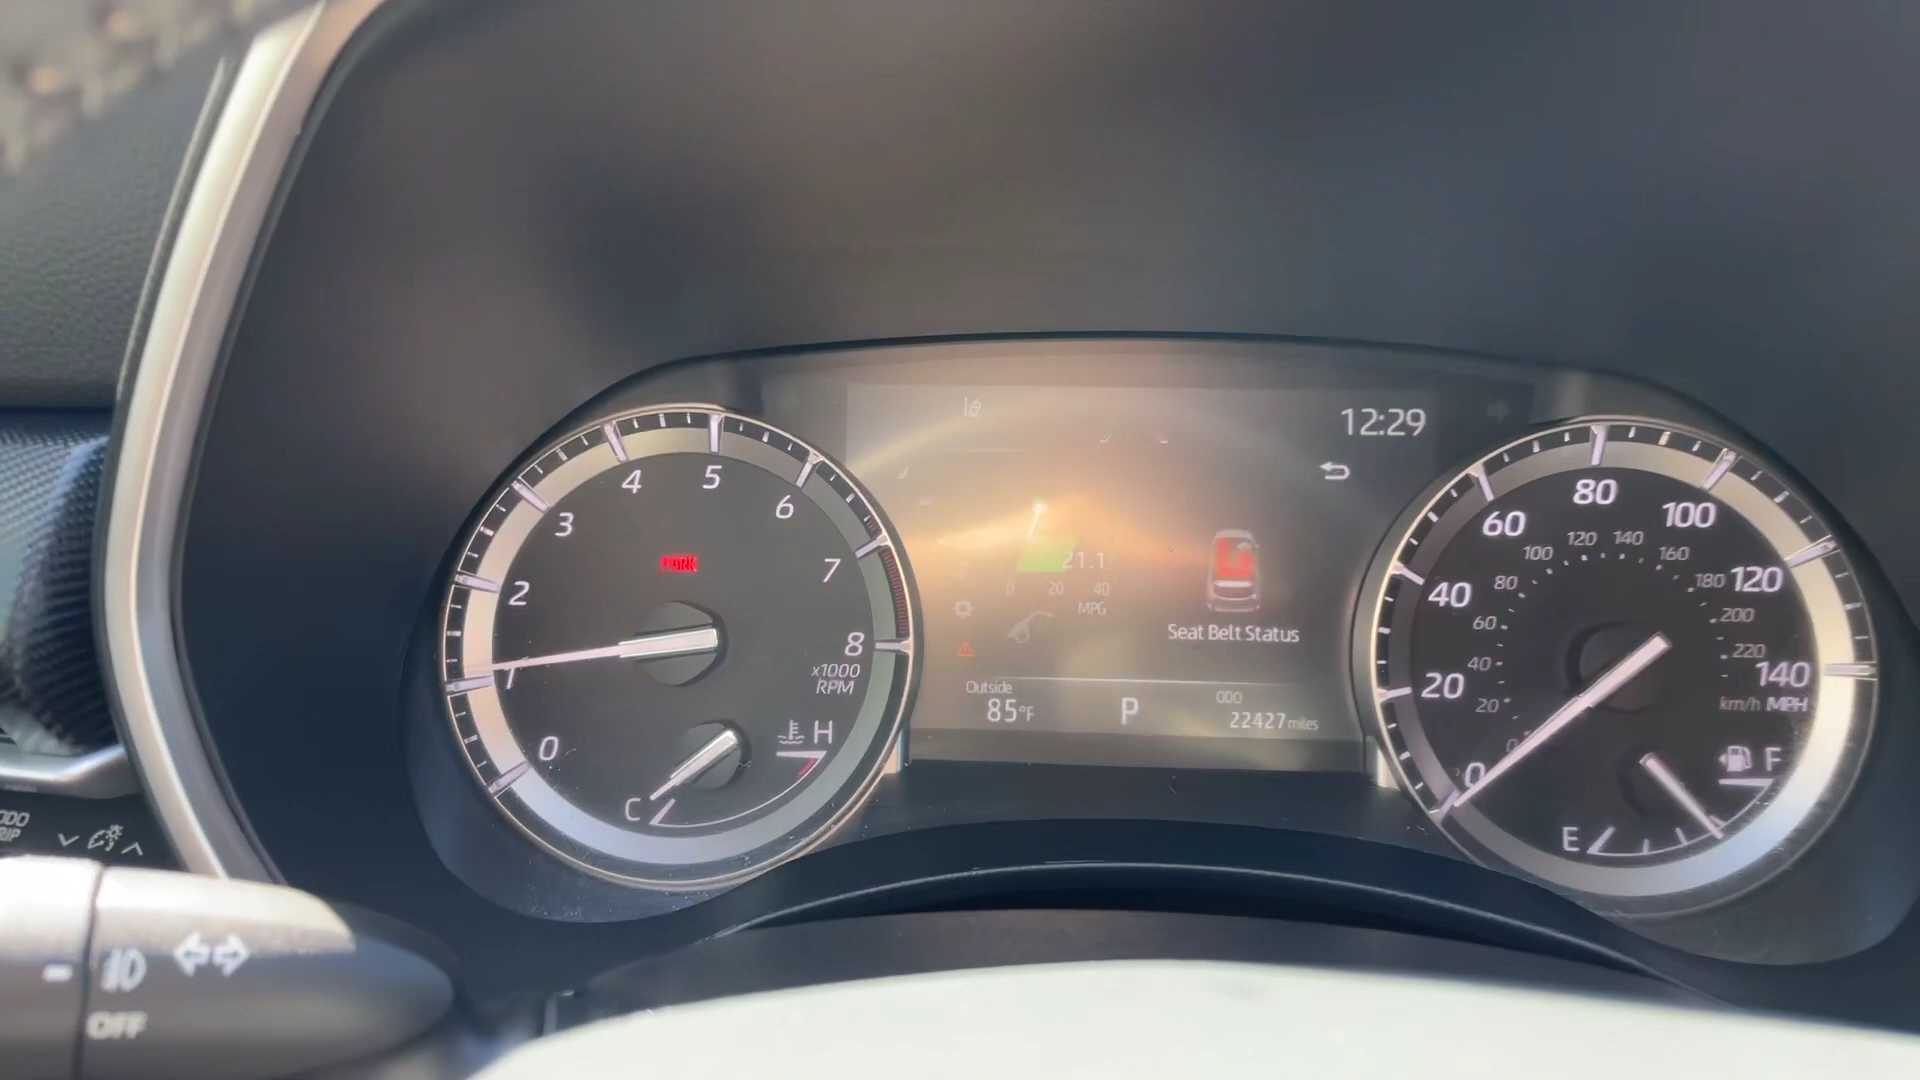 12:29
4 5 6
3 7
2 8
1 0
x1000
RPM
PARK
H
C
21.1
0 20 40
MPG
Seat Belt Status
Outside
85°F
P
000
22427 miles
0 20 40 60 80 100 120 140
0 20 40 60 80 100 120 140 160 180 200 220
km/h MPH
E F
OFF